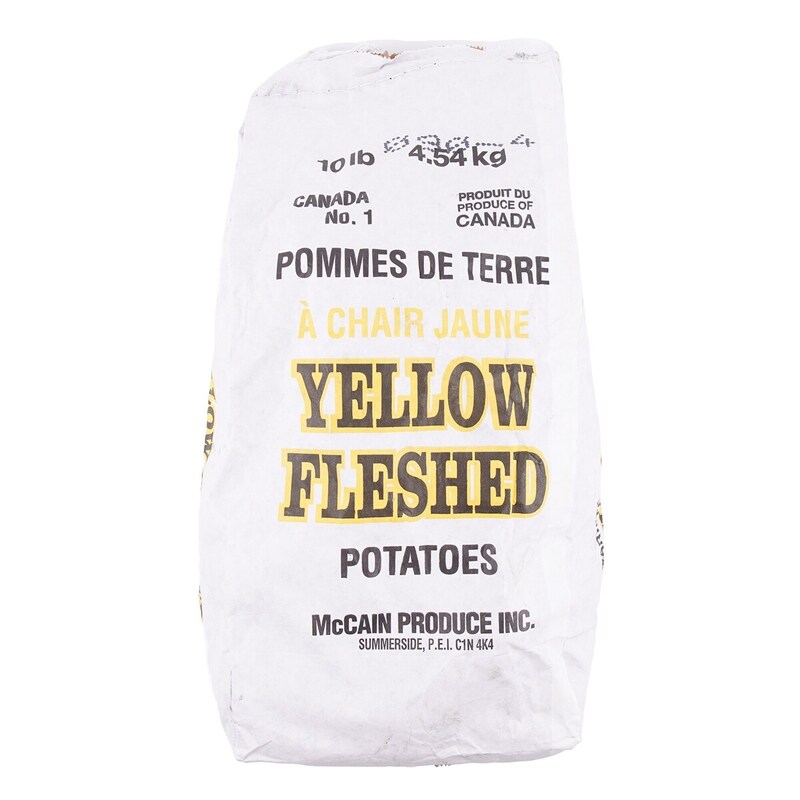 10 lb 4.54 kg
CANADA
No. 1
PRODUIT DU
PRODUCE OF
CANADA
POMMES DE TERRE
À CHAIR JAUNE
YELLOW
FLESHED
POTATOES
McCAIN PRODUCE INC.
SUMMERSIDE, P.E.I. C1N 4K4